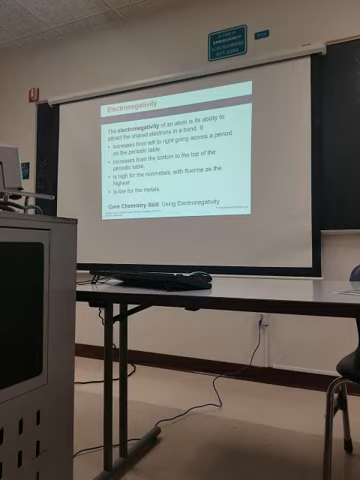 Electronegativity
The electronegativity of an atom is its ability to
attract the shared electrons in a bond. It
• increases from left to right going across a period
on the periodic table.
• increases from the bottom to the top of the
periodic table.
• is high for the nonmetals, with fluorine as the
highest.
• is low for the metals.
Core Chemistry Skill Using Electronegativity